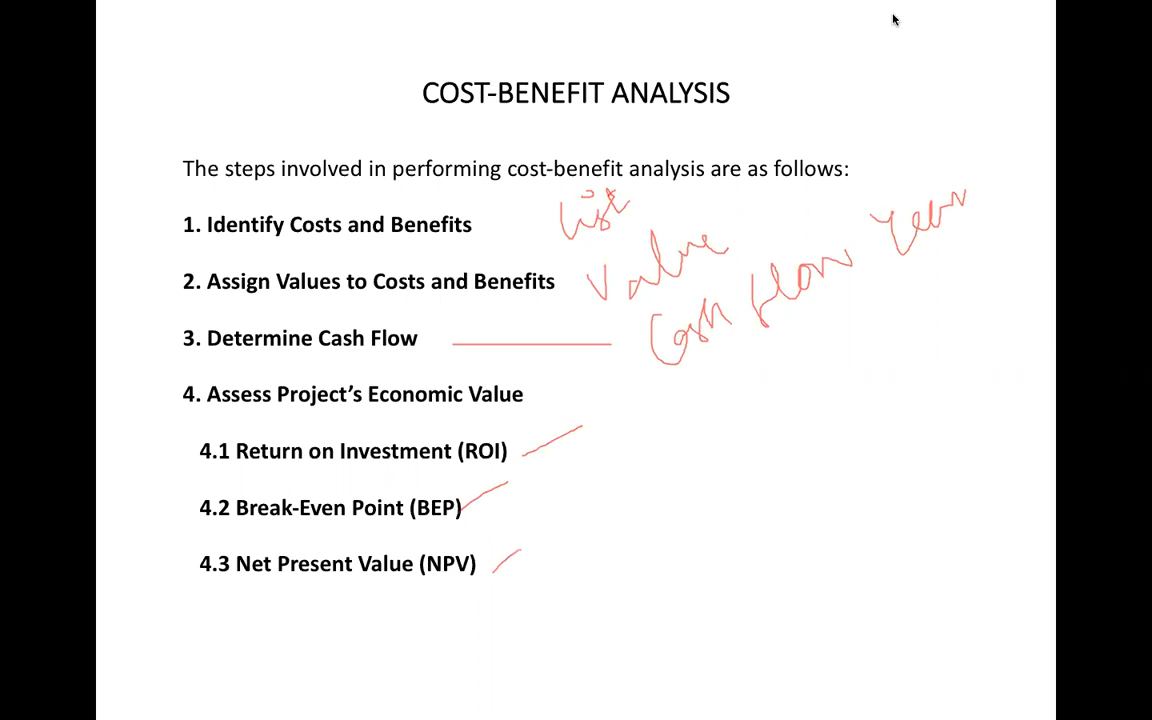 COST-BENEFIT ANALYSIS
The steps involved in performing cost-benefit analysis are as follows:
1. Identify Costs and Benefits
List
2. Assign Values to Costs and Benefits
Value
3. Determine Cash Flow
Cash Flow Year
4. Assess Project’s Economic Value
4.1 Return on Investment (ROI)
4.2 Break-Even Point (BEP)
4.3 Net Present Value (NPV)